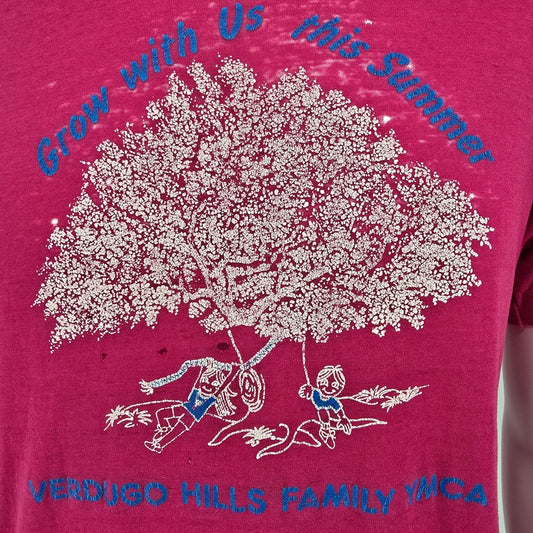 Grow with Us this Summer
VERDUGO HILLS FAMILY YMCA